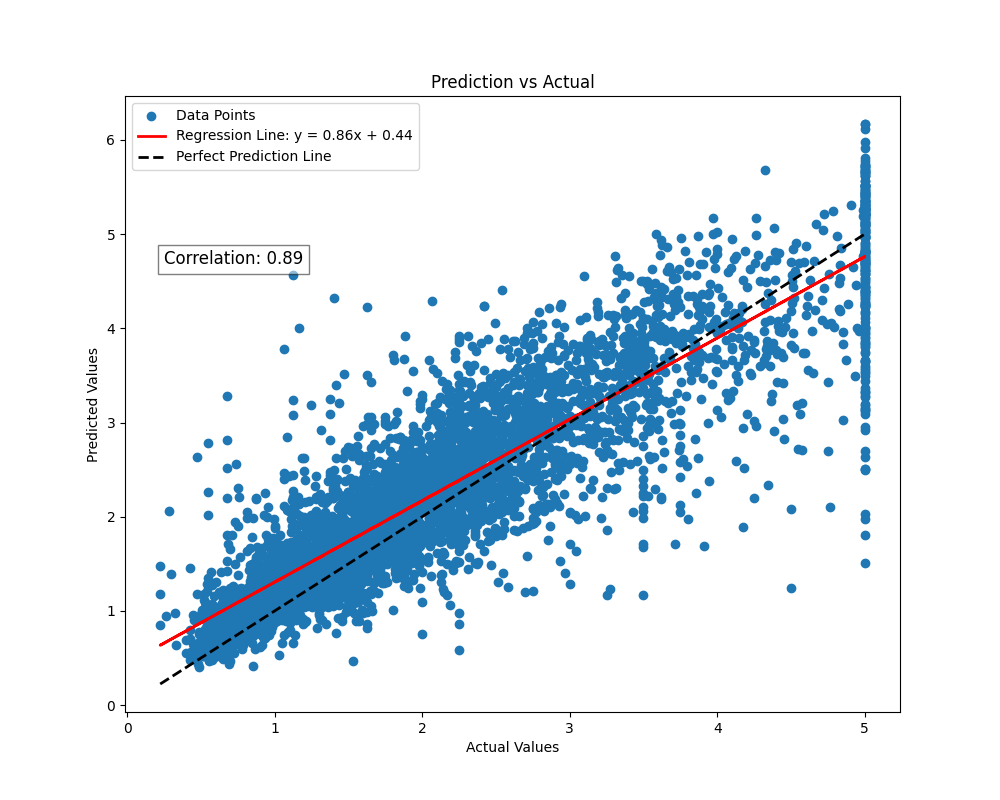 Prediction vs Actual
Data Points
Regression Line: y = 0.86x + 0.44
Perfect Prediction Line
Correlation: 0.89
Predicted Values
6
5
4
3
2
1
0
0 1 2 3 4 5
Actual Values